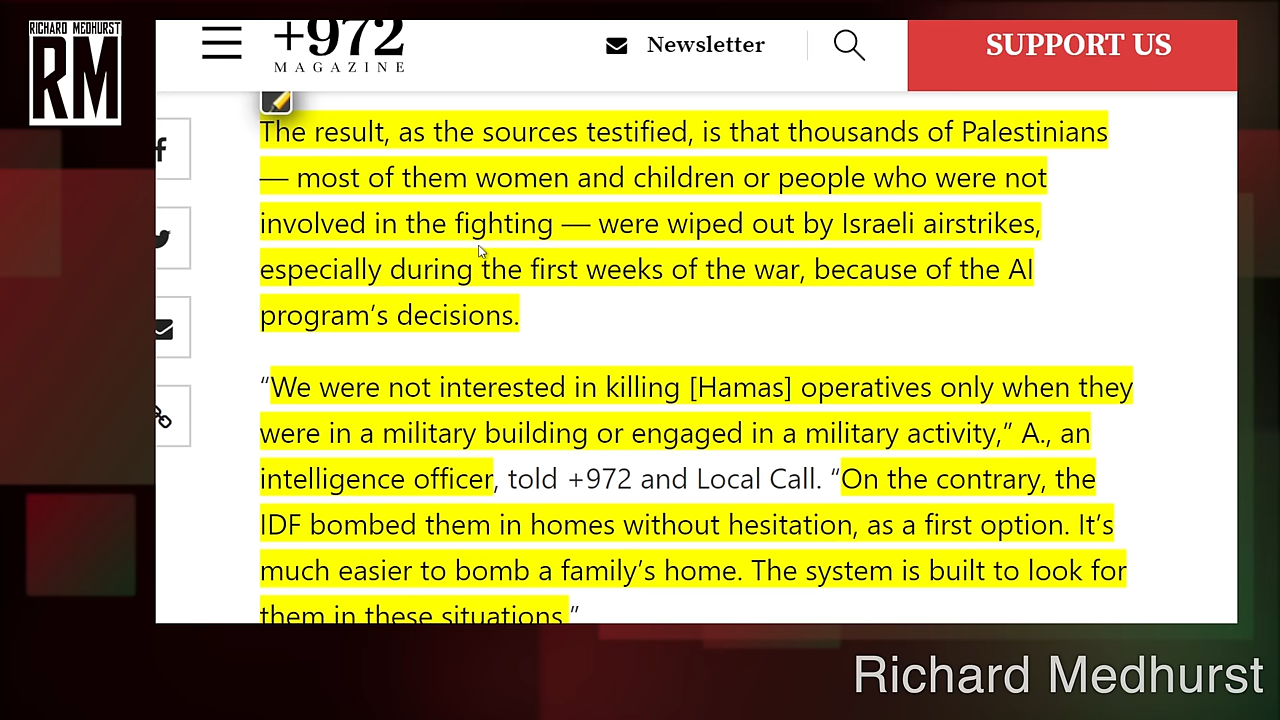 RICHARD MEDHURST
RM
+972
MAGAZINE
Newsletter
SUPPORT US
The result, as the sources testified, is that thousands of Palestinians
— most of them women and children or people who were not
involved in the fighting — were wiped out by Israeli airstrikes,
especially during the first weeks of the war, because of the AI
program’s decisions.
“We were not interested in killing [Hamas] operatives only when they
were in a military building or engaged in a military activity,” A., an
intelligence officer, told +972 and Local Call. “On the contrary, the
IDF bombed them in homes without hesitation, as a first option. It’s
much easier to bomb a family’s home. The system is built to look for
them in these situations.”
Richard Medhurst